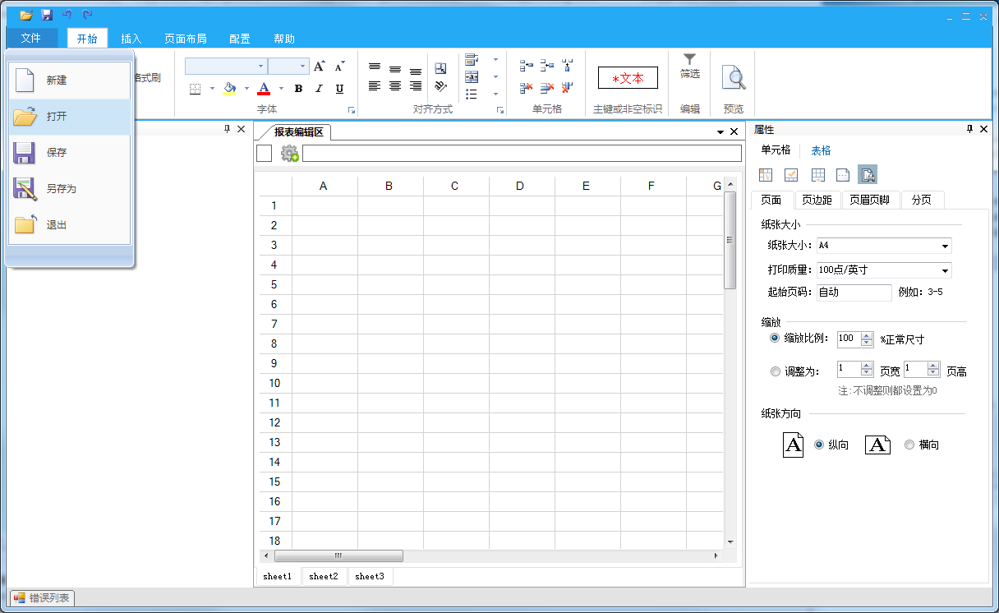 文件 开始 插入 页面布局 配置 帮助
新建
打开
保存
另存为
退出
格式刷
A A
A B I U
字体
对齐方式
单元格
*文本
主键或非空标识
筛选
编辑
预览
报表编辑区
A B C D E F G
1
2
3
4
5
6
7
8
9
10
11
12
13
14
15
16
17
18
sheet1 sheet2 sheet3
属性
单元格 表格
页面 页边距 页眉页脚 分页
纸张大小
纸张大小: A4
打印质量: 100点/英寸
起始页码: 自动 例如: 3-5
缩放
缩放比例: 100 %正常尺寸
调整为: 1 页宽 1 页高
注:不调整则都设置为0
纸张方向
A 纵向 A 横向
错误列表